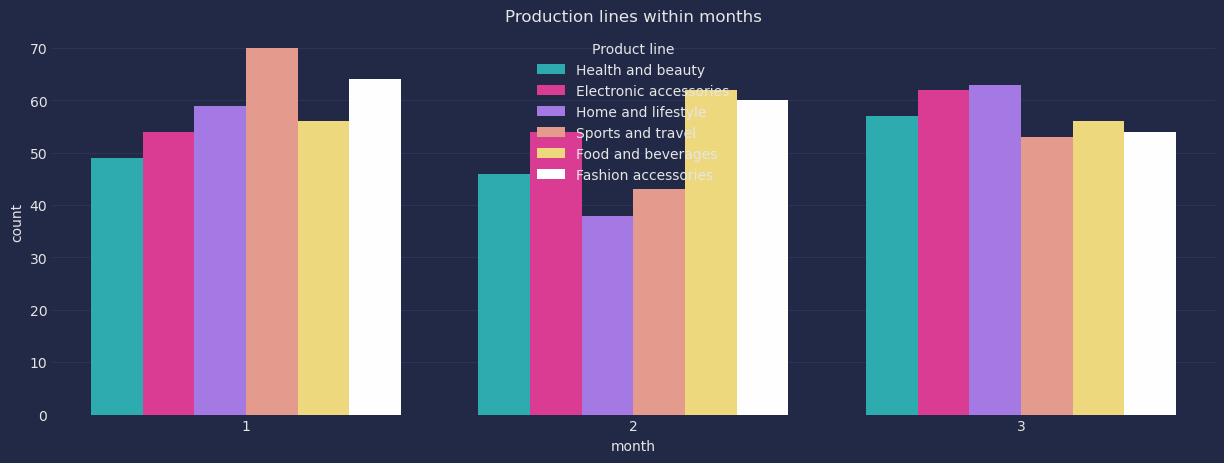 Production lines within months
Product line
Health and beauty
Electronic accessories
Home and lifestyle
Sports and travel
Food and beverages
Fashion accessories
70
60
50
40
30
20
10
0
count
1 2 3
month